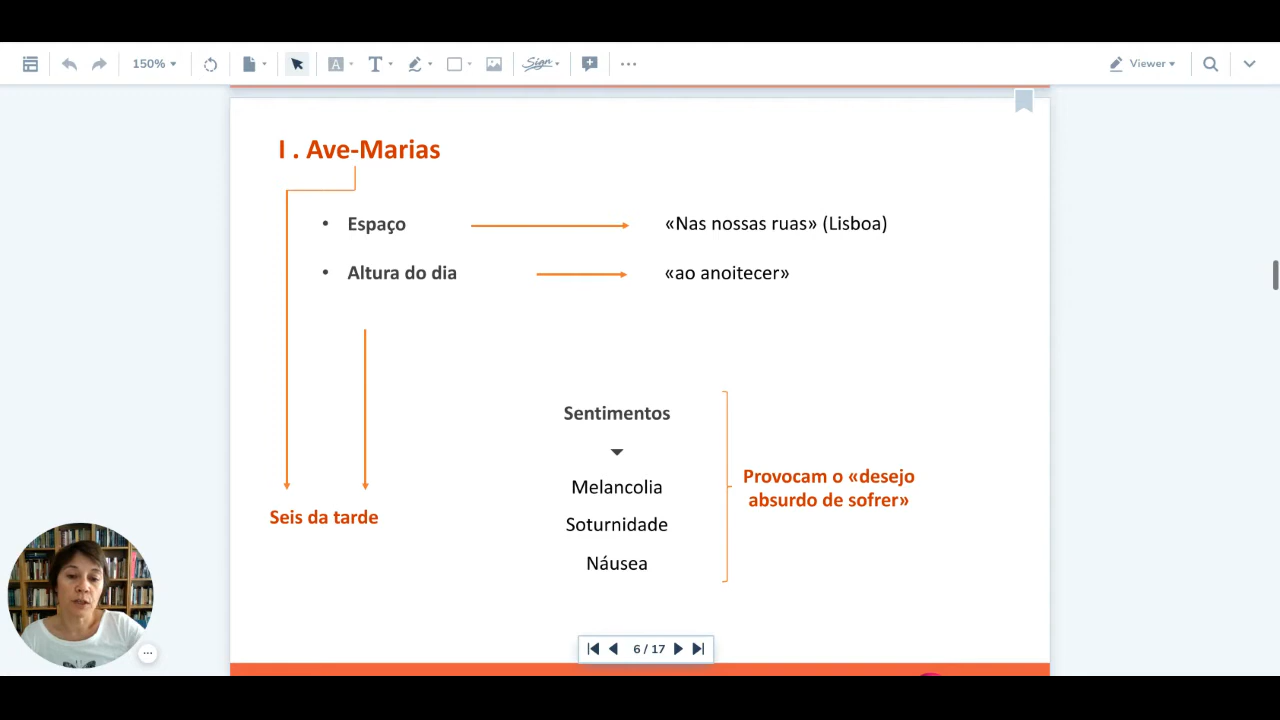 150%
A
T
Sign
Viewer
I . Ave-Marias
• Espaço
«Nas nossas ruas» (Lisboa)
• Altura do dia
«ao anoitecer»
Sentimentos
Melancolia
Soturnidade
Náusea
Provocam o «desejo
absurdo de sofrer»
Seis da tarde
6 / 17